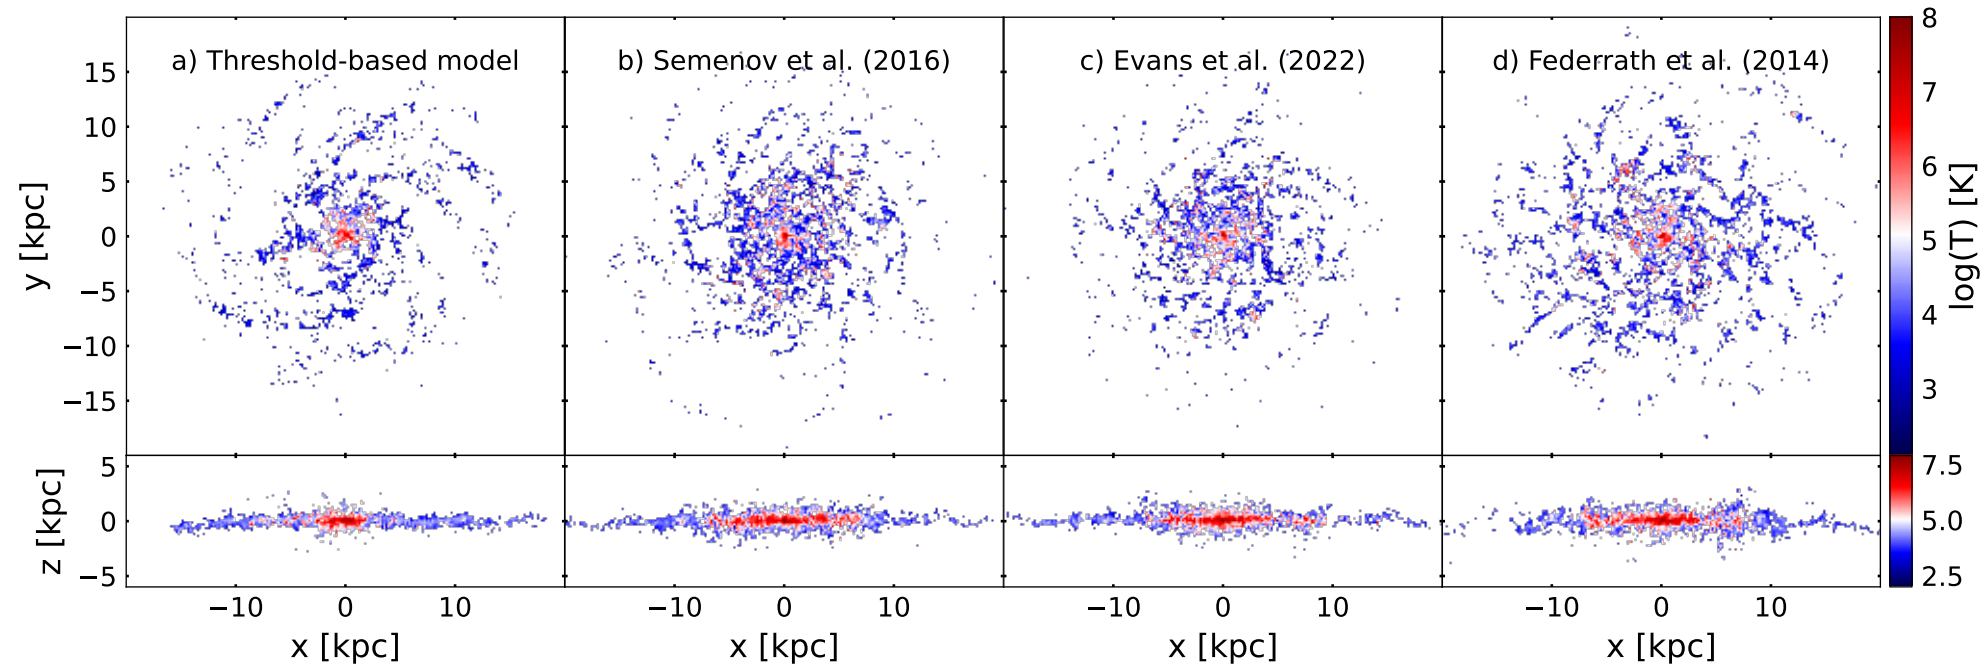 a) Threshold-based model
b) Semenov et al. (2016)
c) Evans et al. (2022)
d) Federrath et al. (2014)
15
10
5
0
−5
−10
−15
y [kpc]
8
7
6
5
4
3
log(T) [K]
5
0
−5
z [kpc]
7.5
5.0
2.5
−10 0 10
−10 0 10
−10 0 10
−10 0 10
x [kpc]
x [kpc]
x [kpc]
x [kpc]